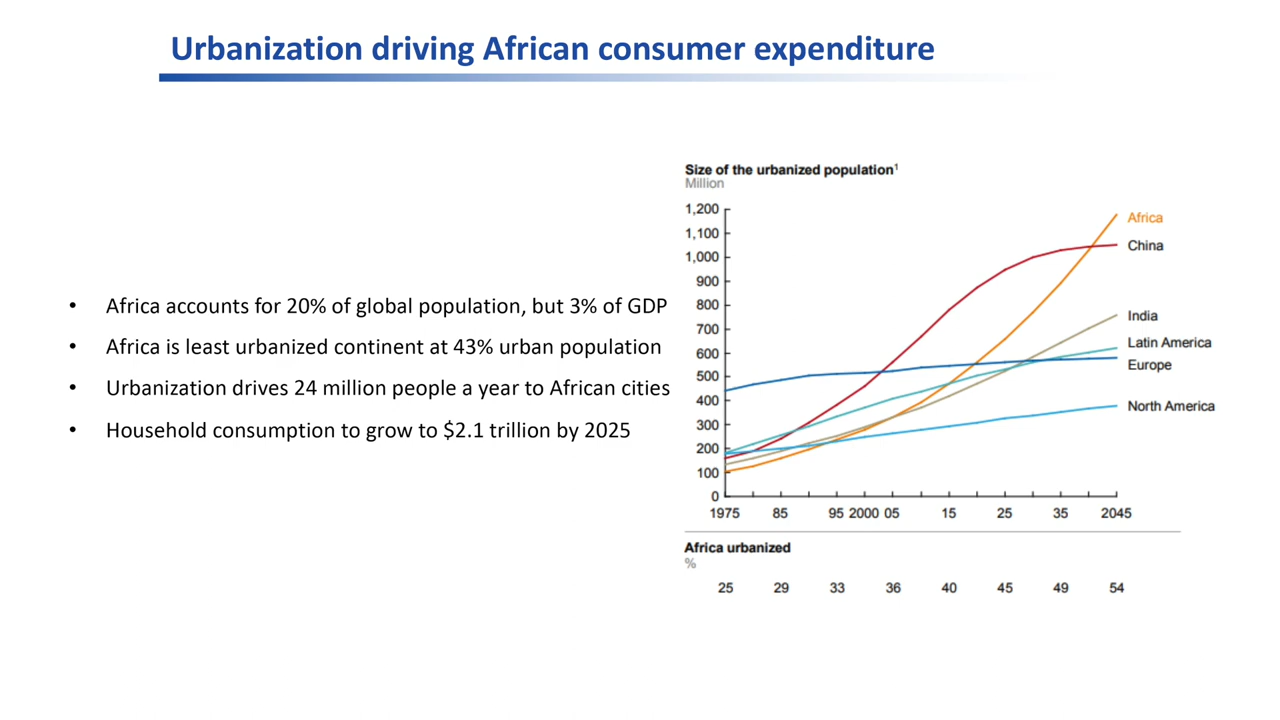 Urbanization driving African consumer expenditure
• Africa accounts for 20% of global population, but 3% of GDP
• Africa is least urbanized continent at 43% urban population
• Urbanization drives 24 million people a year to African cities
• Household consumption to grow to $2.1 trillion by 2025
Size of the urbanized population¹
Million
1,200
1,100
1,000
900
800
700
600
500
400
300
200
100
0
Africa
China
India
Latin America
Europe
North America
1975 85 95 2000 05 15 25 35 2045
Africa urbanized
%
25 29 33 36 40 45 49 54